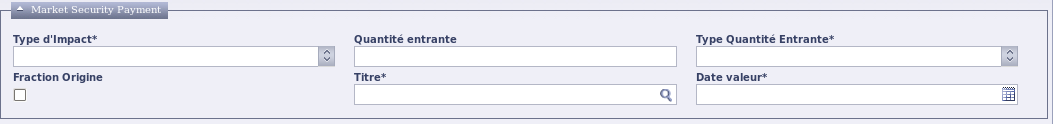 Market Security Payment
Type d'Impact* Quantité entrante Type Quantité Entrante*
Fraction Origine Titre* Date valeur*